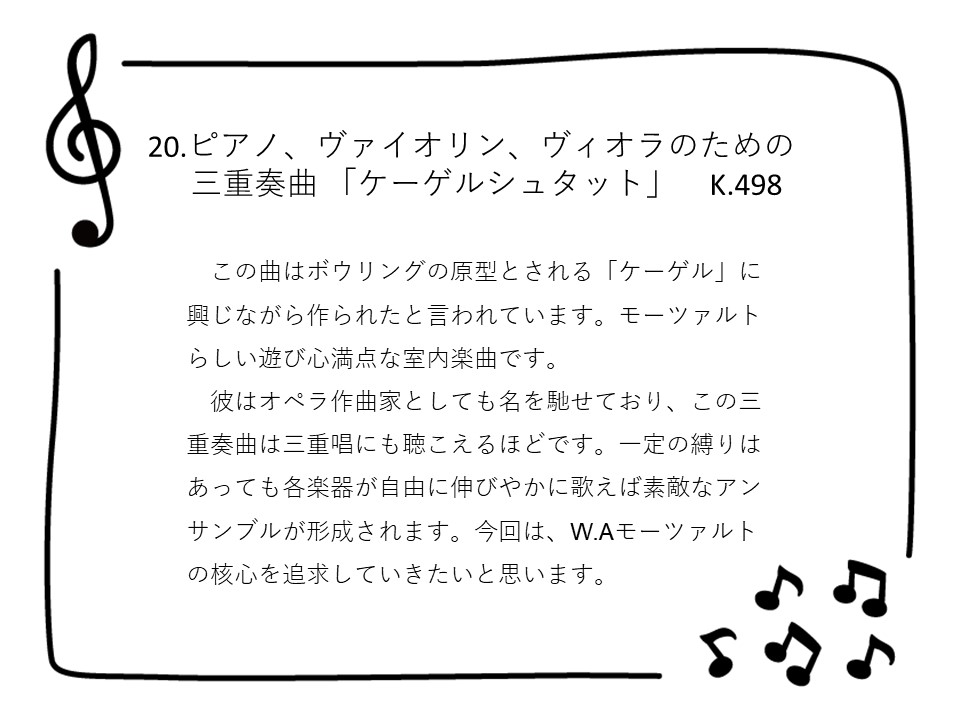 20.ピアノ、ヴァイオリン、ヴィオラのための
三重奏曲 「ケーゲルシュタット」　K.498
この曲はボウリングの原型とされる「ケーゲル」に
興じながら作られたと言われています。モーツァルト
らしい遊び心満点な室内楽曲です。
彼はオペラ作曲家としても名を馳せており、この三
重奏曲は三重唱にも聴こえるほどです。一定の縛りは
あっても各楽器が自由に伸びやかに歌えば素敵なアン
サンブルが形成されます。今回は、W.Aモーツァルト
の核心を追求していきたいと思います。